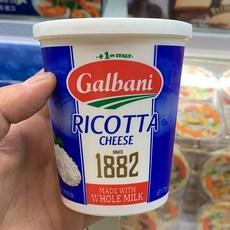 #1 IN ITALY
Galbani
RICOTTA
CHEESE
SINCE
1882
MADE WITH
WHOLE MILK